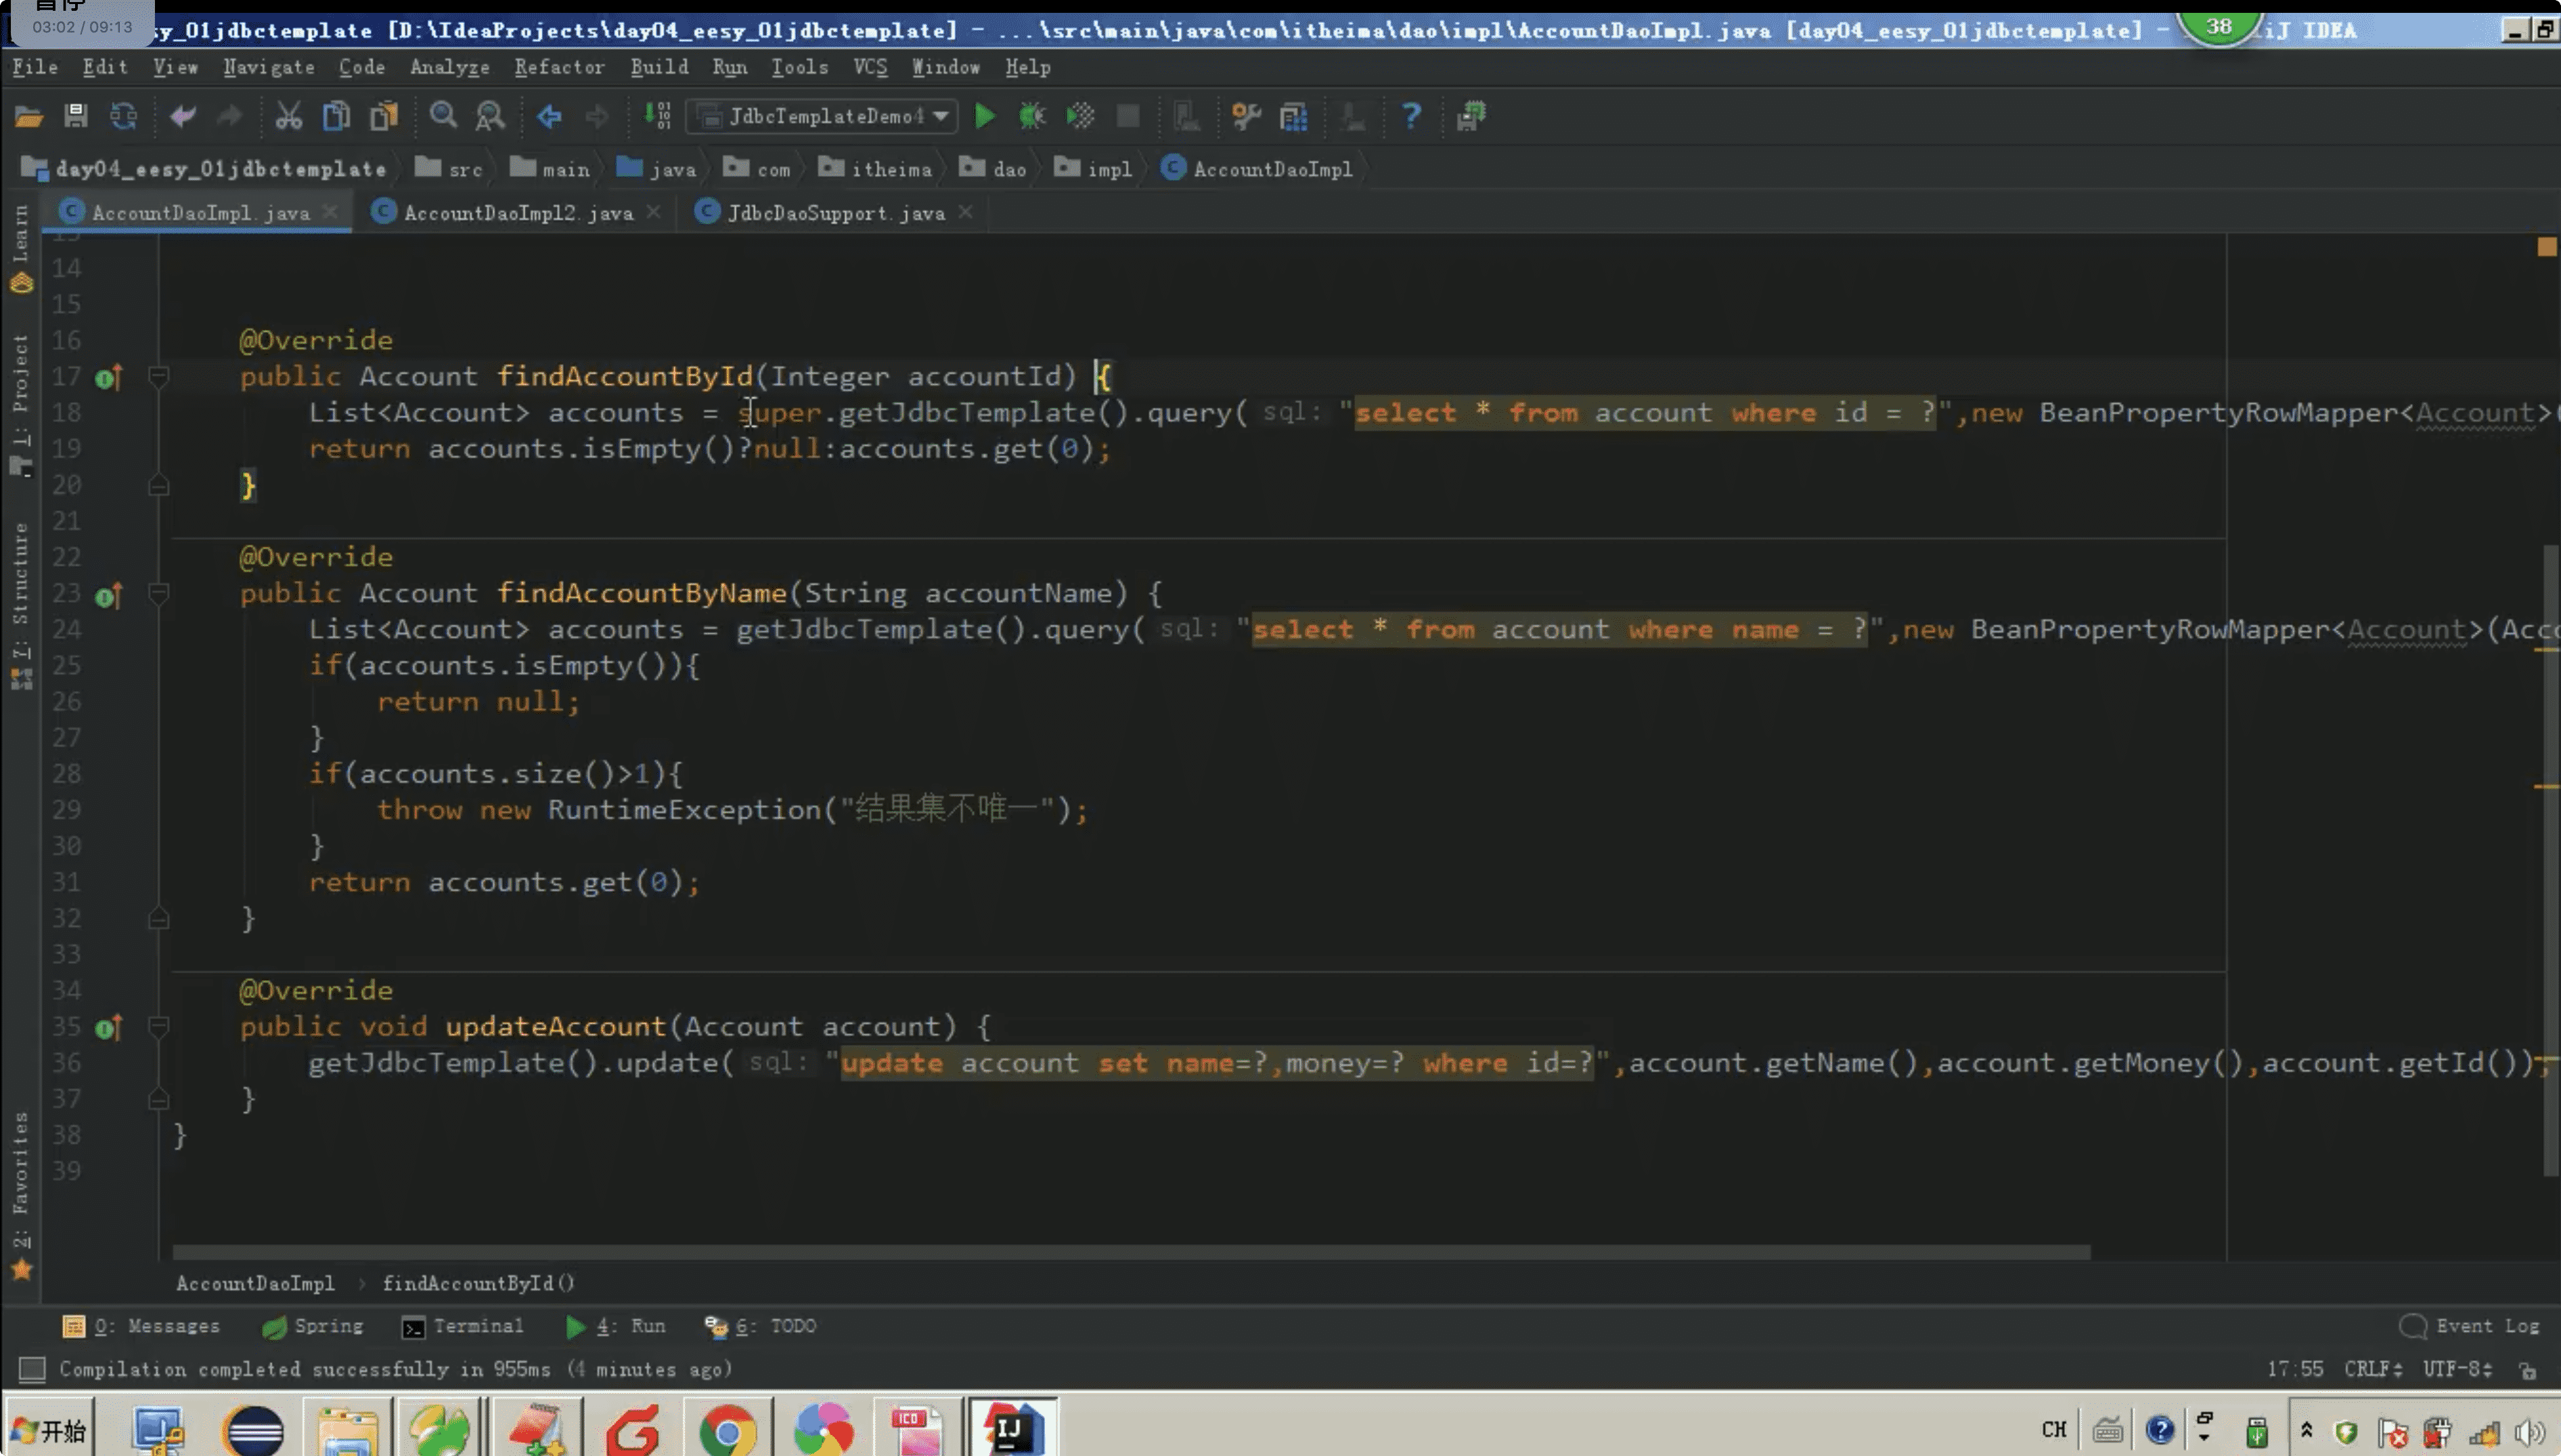 暂停
03:02 / 09:13
sy_01jdbctemplate [D:\IdeaProjects\day04_eesy_01jdbctemplate] - ...\src\main\java\com\itheima\dao\impl\AccountDaoImpl.java [day04_eesy_01jdbctemplate] - 38 iJ IDEA
File Edit View Navigate Code Analyze Refactor Build Run Tools VCS Window Help
JdbcTemplateDemo4
day04_eesy_01jdbctemplate src main java com itheima dao impl AccountDaoImpl
AccountDaoImpl.java AccountDaoImpl2.java JdbcDaoSupport.java
Learn
1: Project
7: Structure
2: Favorites
14
15
16 @Override
17 public Account findAccountById(Integer accountId) {
18 List<Account> accounts = super.getJdbcTemplate().query( sql: "select * from account where id = ?",new BeanPropertyRowMapper<Account>(
19 return accounts.isEmpty()?null:accounts.get(0);
20 }
21
22 @Override
23 public Account findAccountByName(String accountName) {
24 List<Account> accounts = getJdbcTemplate().query( sql: "select * from account where name = ?",new BeanPropertyRowMapper<Account>(Acc
25 if(accounts.isEmpty()){
26 return null;
27 }
28 if(accounts.size()>1){
29 throw new RuntimeException("结果集不唯一");
30 }
31 return accounts.get(0);
32 }
33
34 @Override
35 public void updateAccount(Account account) {
36 getJdbcTemplate().update( sql: "update account set name=?,money=? where id=?",account.getName(),account.getMoney(),account.getId());
37 }
38 }
39
AccountDaoImpl › findAccountById()
0: Messages Spring Terminal 4: Run 6: TODO Event Log
Compilation completed successfully in 955ms (4 minutes ago) 17:55 CRLF UTF-8
开始 ICO IJ CH